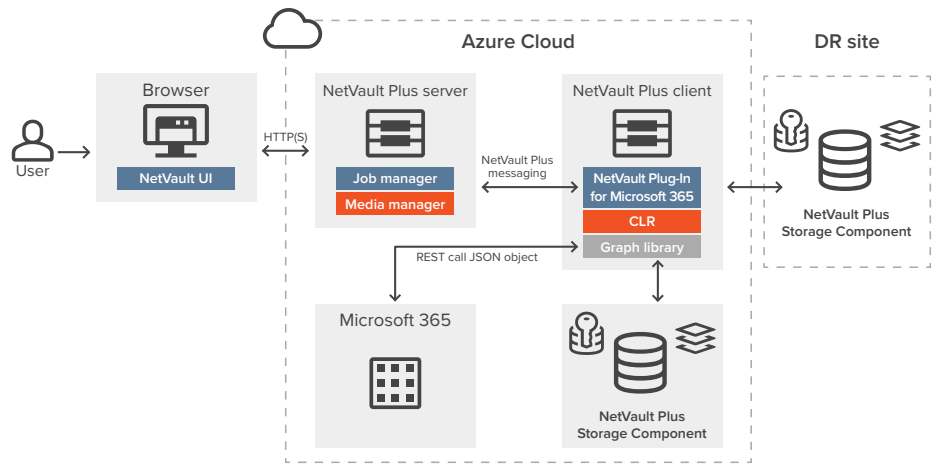 Azure Cloud
DR site
Browser
NetVault UI
User
HTTP(S)
NetVault Plus server
Job manager
Media manager
NetVault Plus
messaging
NetVault Plus client
NetVault Plug-In
for Microsoft 365
CLR
Graph library
REST call JSON object
NetVault Plus
Storage Component
Microsoft 365
NetVault Plus
Storage Component